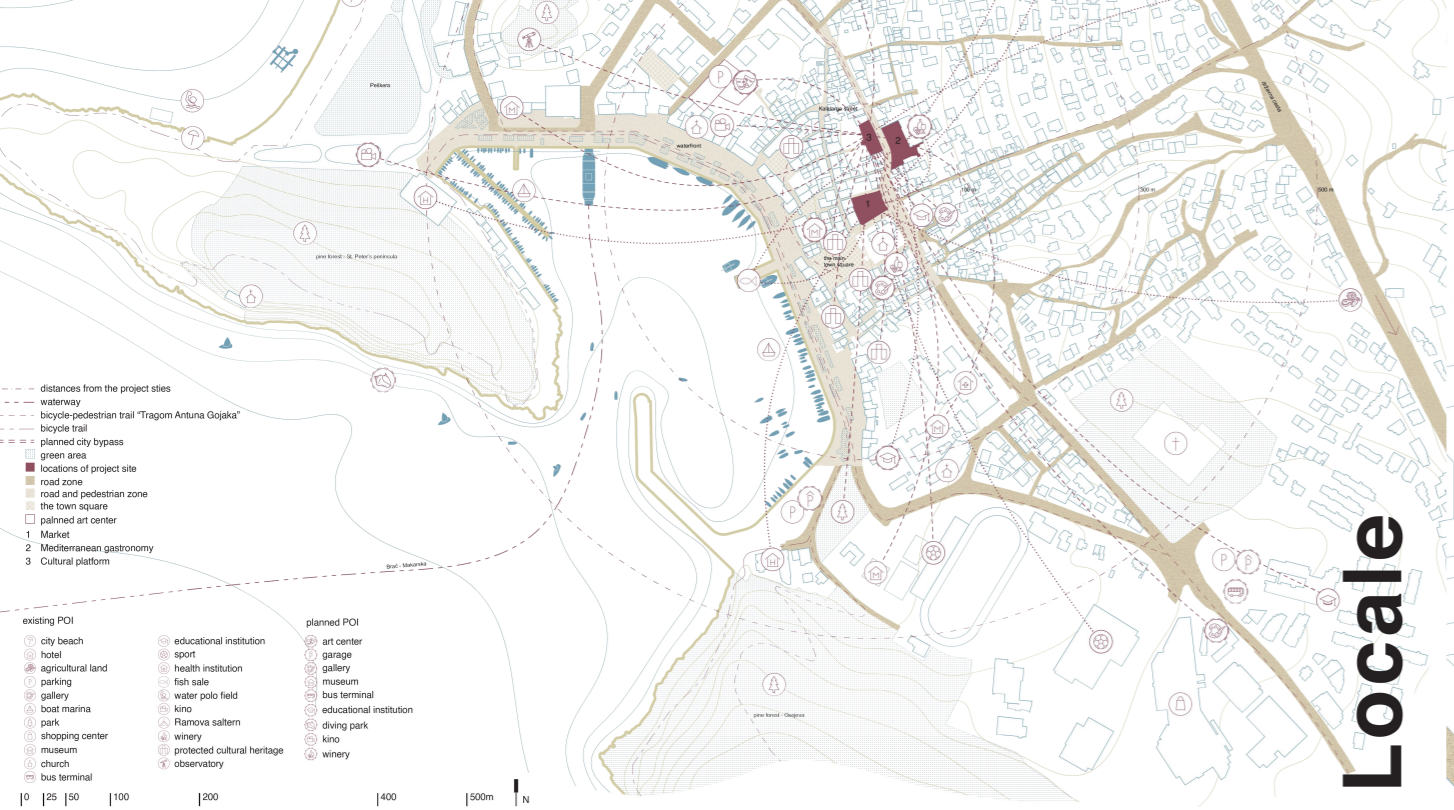 Peškera
Kalalarga street
waterfront
3
2
1
100 m
300 m
500 m
državna cesta
the main
town square
pine forest - St. Peter's peninsula
distances from the project sties
waterway
bicycle-pedestrian trail “Tragom Antuna Gojaka”
bicycle trail
planned city bypass
green area
locations of project site
road zone
road and pedestrian zone
the town square
palnned art center
1 Market
2 Mediterranean gastronomy
3 Cultural platform
Brač - Makarska
existing POI
city beach
hotel
agricultural land
parking
gallery
boat marina
park
shopping center
museum
church
bus terminal
educational institution
sport
health institution
fish sale
water polo field
kino
Ramova saltern
winery
protected cultural heritage
observatory
planned POI
art center
garage
gallery
museum
bus terminal
educational institution
diving park
kino
winery
pine forest - Osejava
P
P
P
H
H
0 25 50 100 200 400 500m
N
Locale